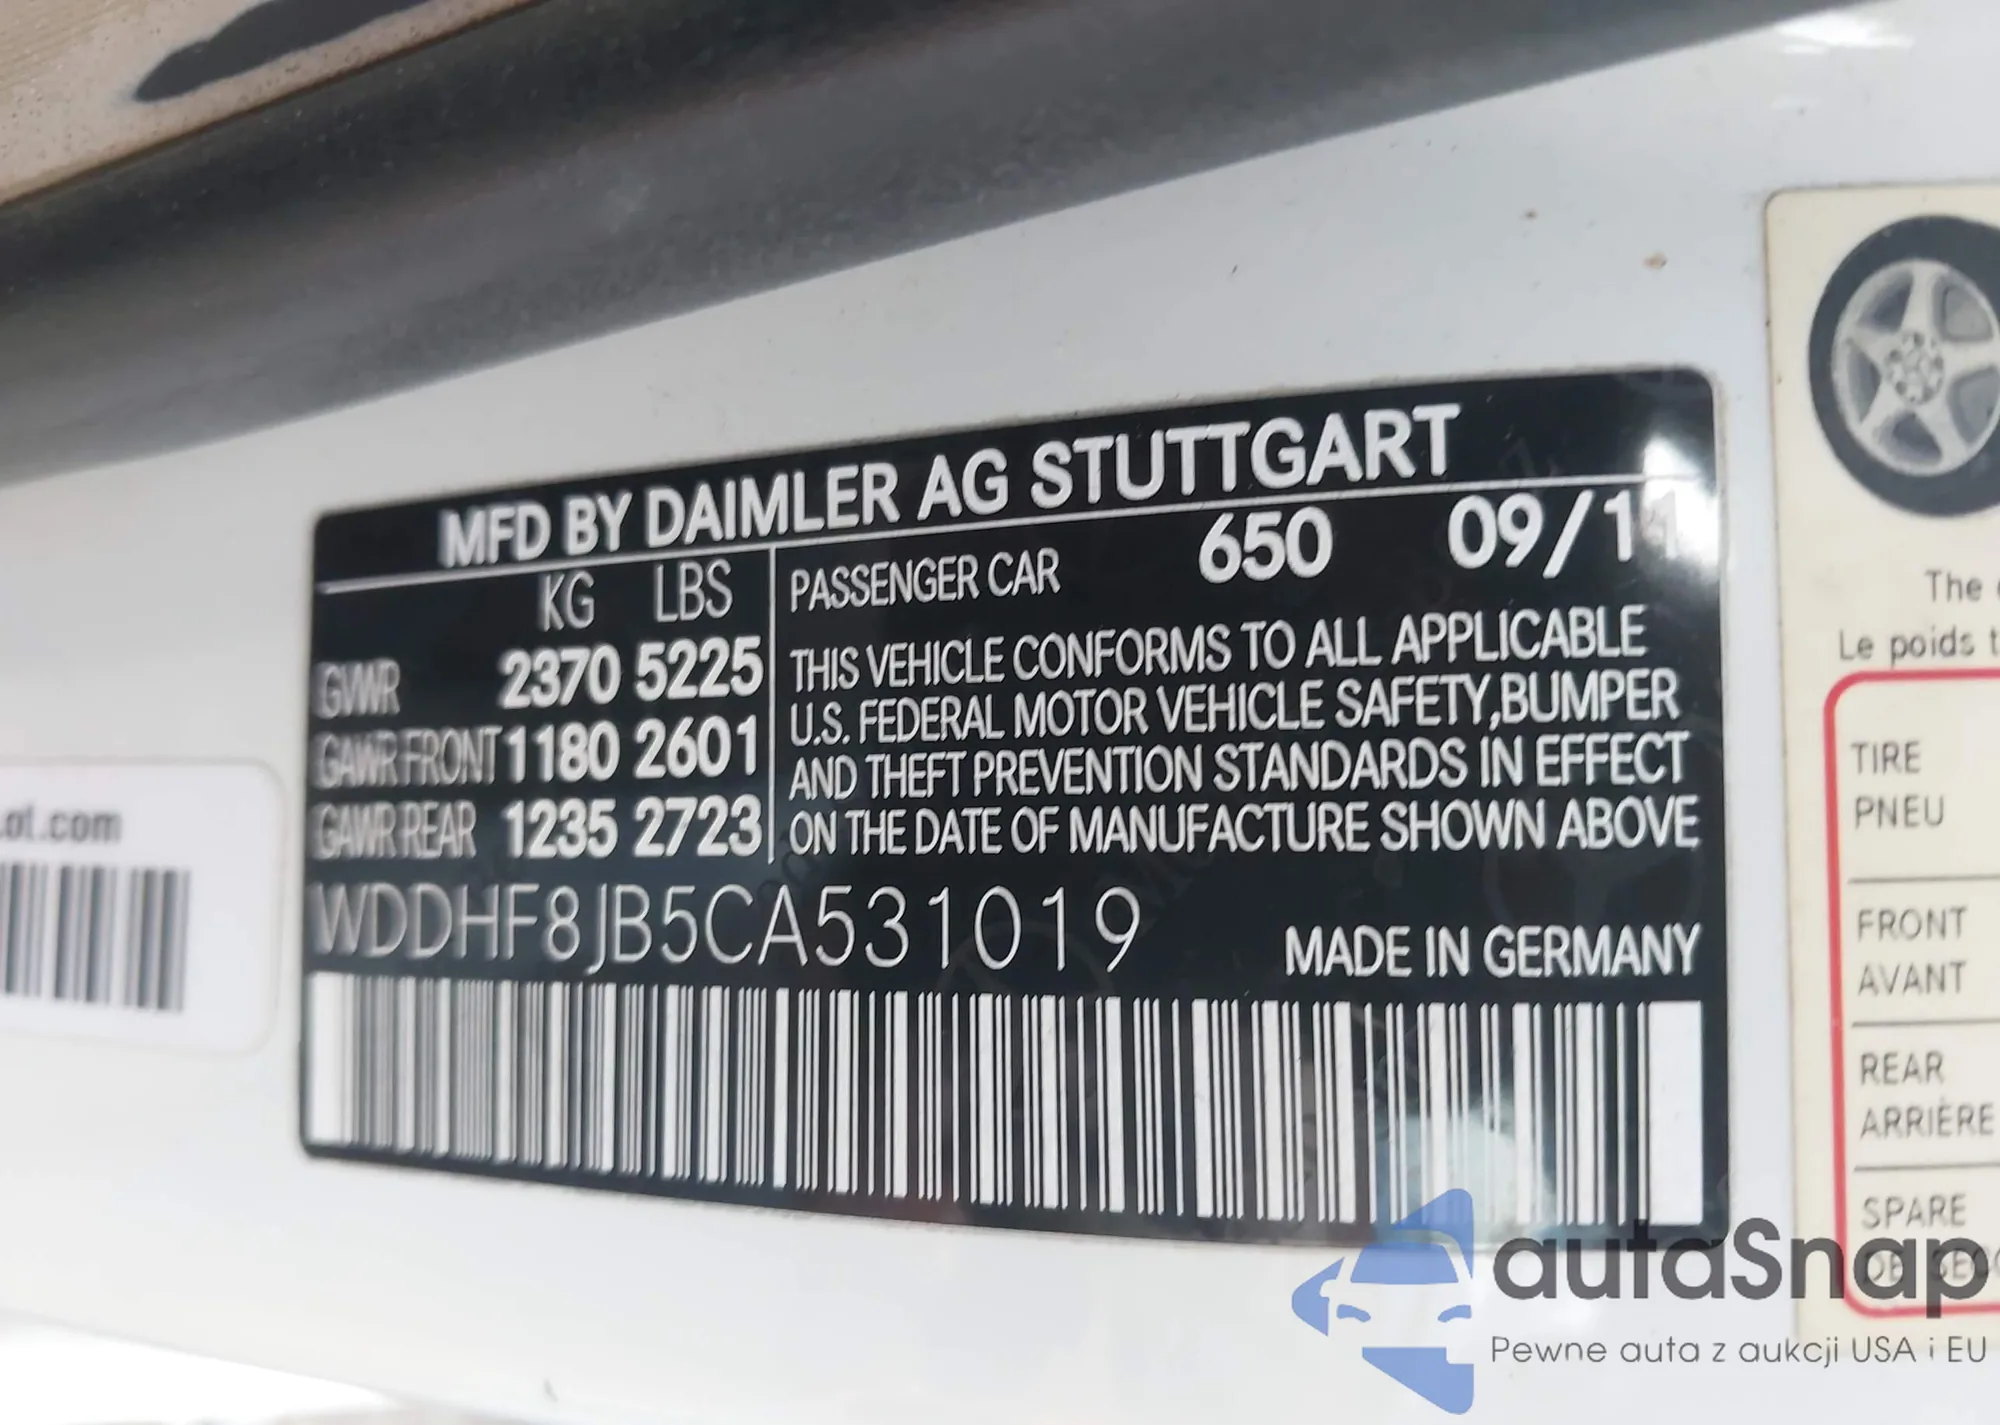 MFD BY DAIMLER AG STUTTGART
KG LBS
PASSENGER CAR 650 09/11
GVWR 2370 5225
GAWR FRONT 1180 2601
GAWR REAR 1235 2723
THIS VEHICLE CONFORMS TO ALL APPLICABLE
U.S. FEDERAL MOTOR VEHICLE SAFETY,BUMPER
AND THEFT PREVENTION STANDARDS IN EFFECT
ON THE DATE OF MANUFACTURE SHOWN ABOVE
WDDHF8JB5CA531019
MADE IN GERMANY
.com
The
Le poids
TIRE
PNEU
FRONT
AVANT
REAR
ARRIÈRE
SPARE
autaSnap
Pewne auta z aukcji USA i EU